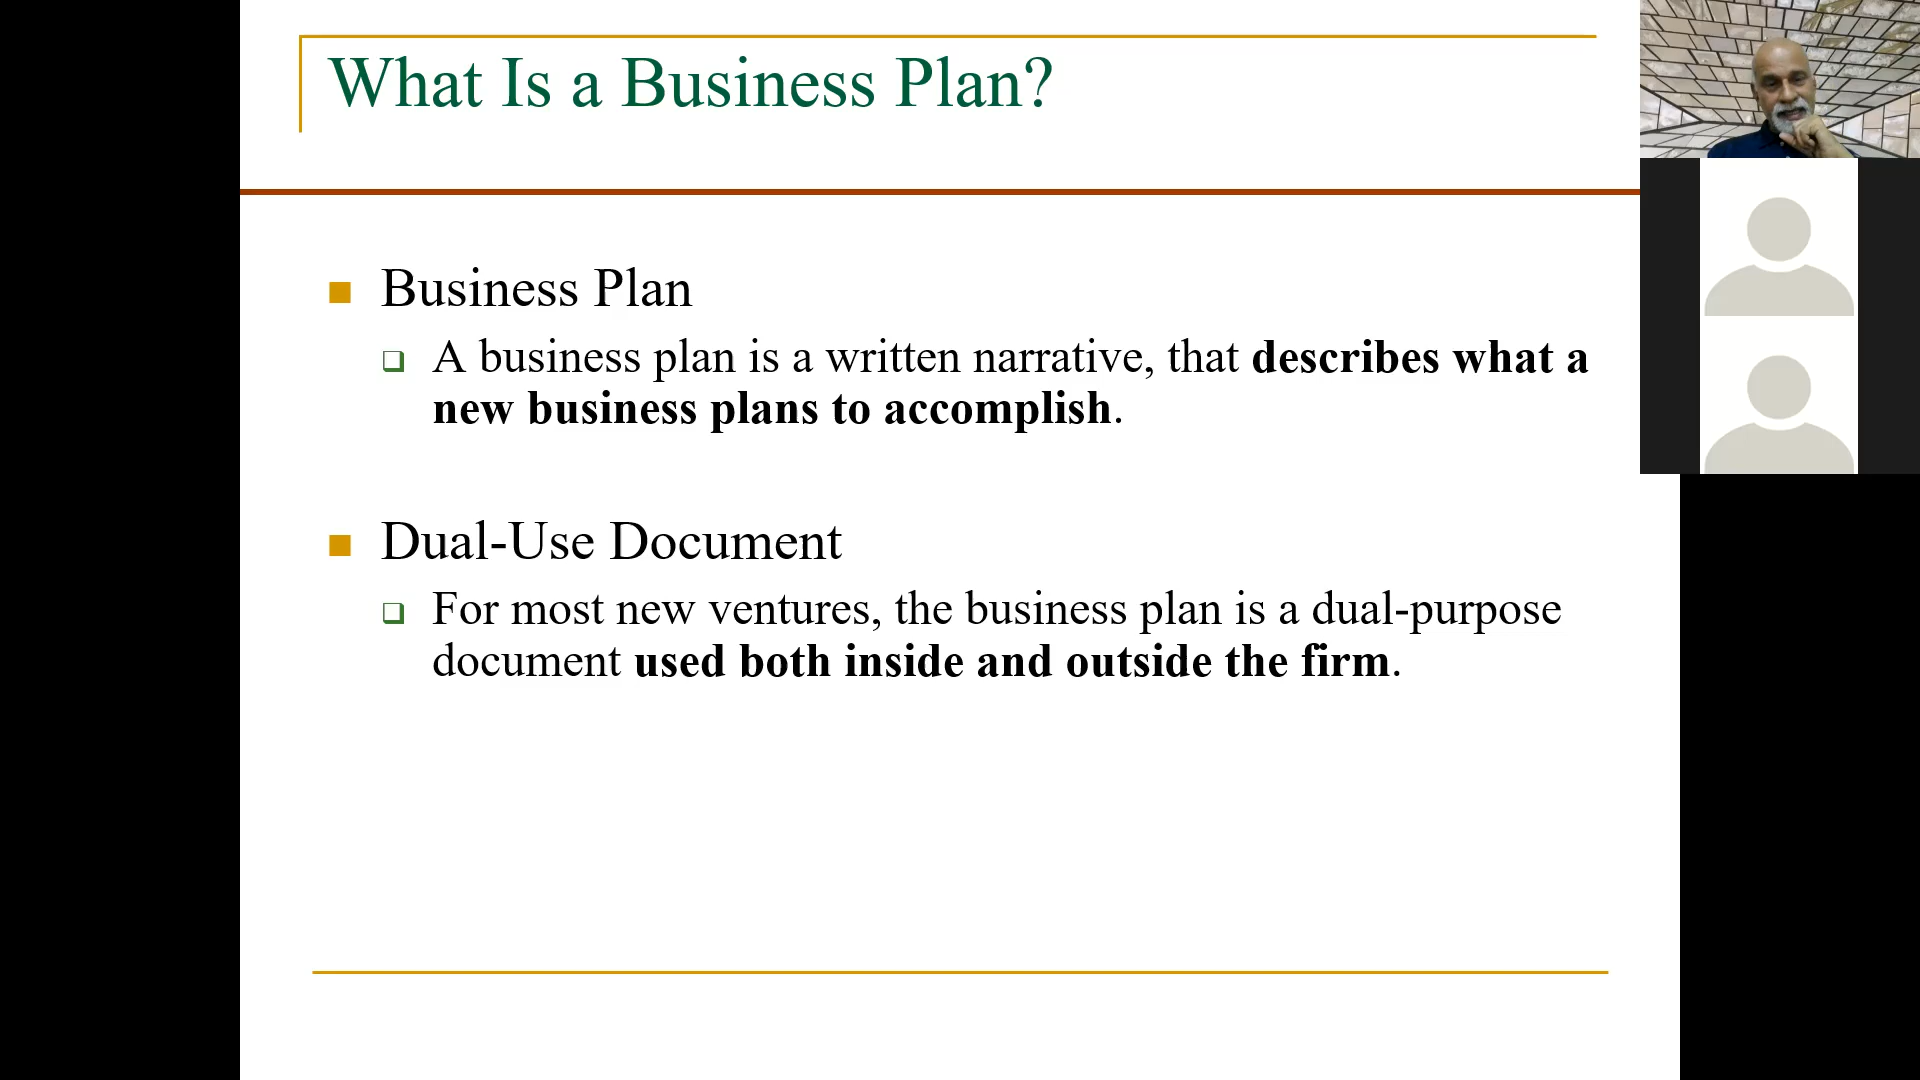 What Is a Business Plan?
Business Plan
A business plan is a written narrative, that describes what a
new business plans to accomplish.
Dual-Use Document
For most new ventures, the business plan is a dual-purpose
document used both inside and outside the firm.